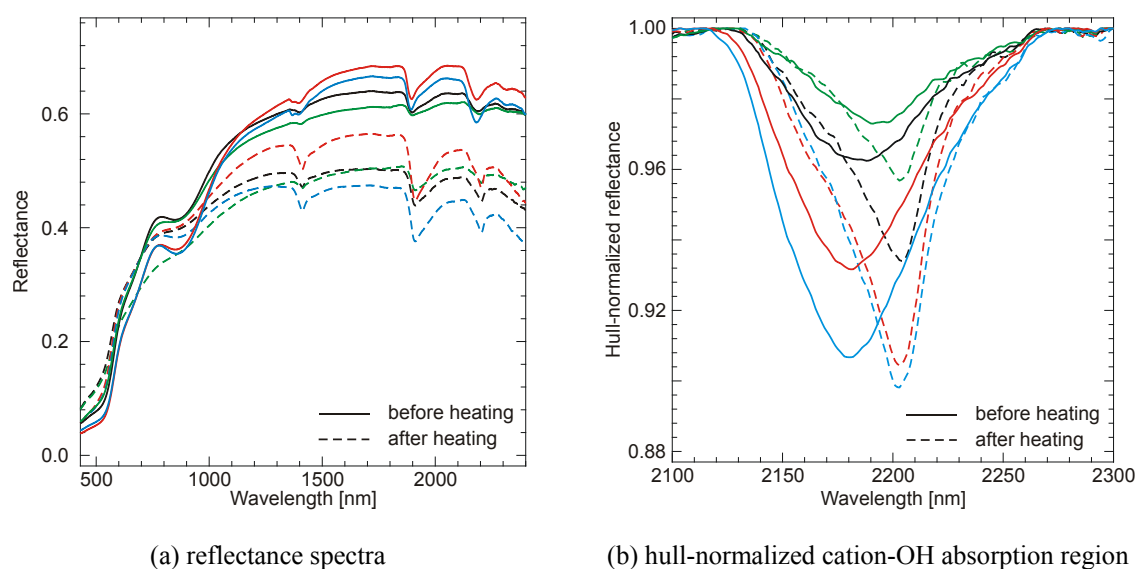 0.6
0.4
0.2
0.0
Reflectance
before heating
after heating
500 1000 1500 2000
Wavelength [nm]
(a) reflectance spectra
1.00
0.96
0.92
0.88
Hull-normalized reflectance
before heating
after heating
2100 2150 2200 2250 2300
Wavelength [nm]
(b) hull-normalized cation-OH absorption region